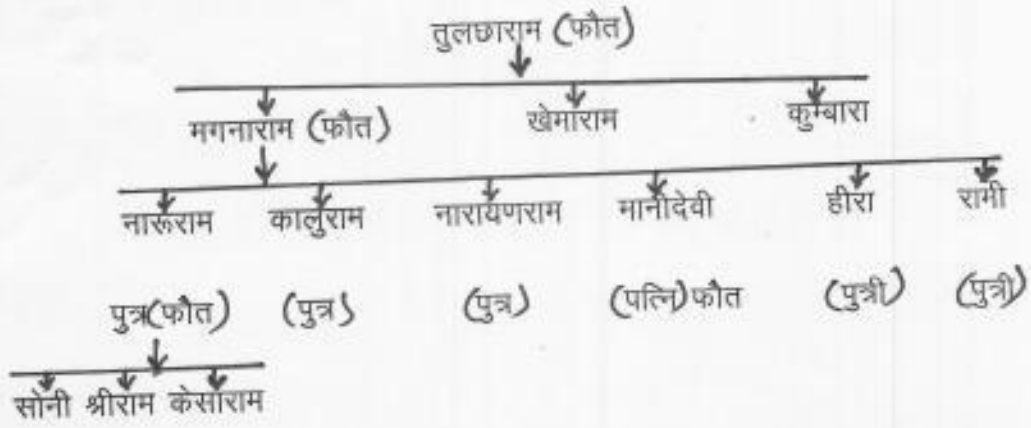 तुलछाराम (फौत)
मगनाराम (फौत) खेमाराम कुम्बारा
नारूराम कालुराम नारायणराम मानीदेवी हीरा रामी
पुत्र(फौत) (पुत्र) (पुत्र) (पत्नि)फौत (पुत्री) (पुत्री)
सोनी श्रीराम केसाराम